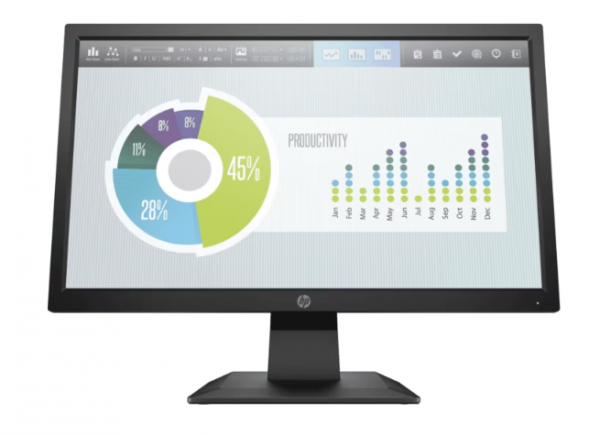 PRODUCTIVITY
8%
8%
11%
45%
28%
Jan
Feb
Mar
Apr
May
Jun
Jul
Aug
Sep
Oct
Nov
Dec
hp